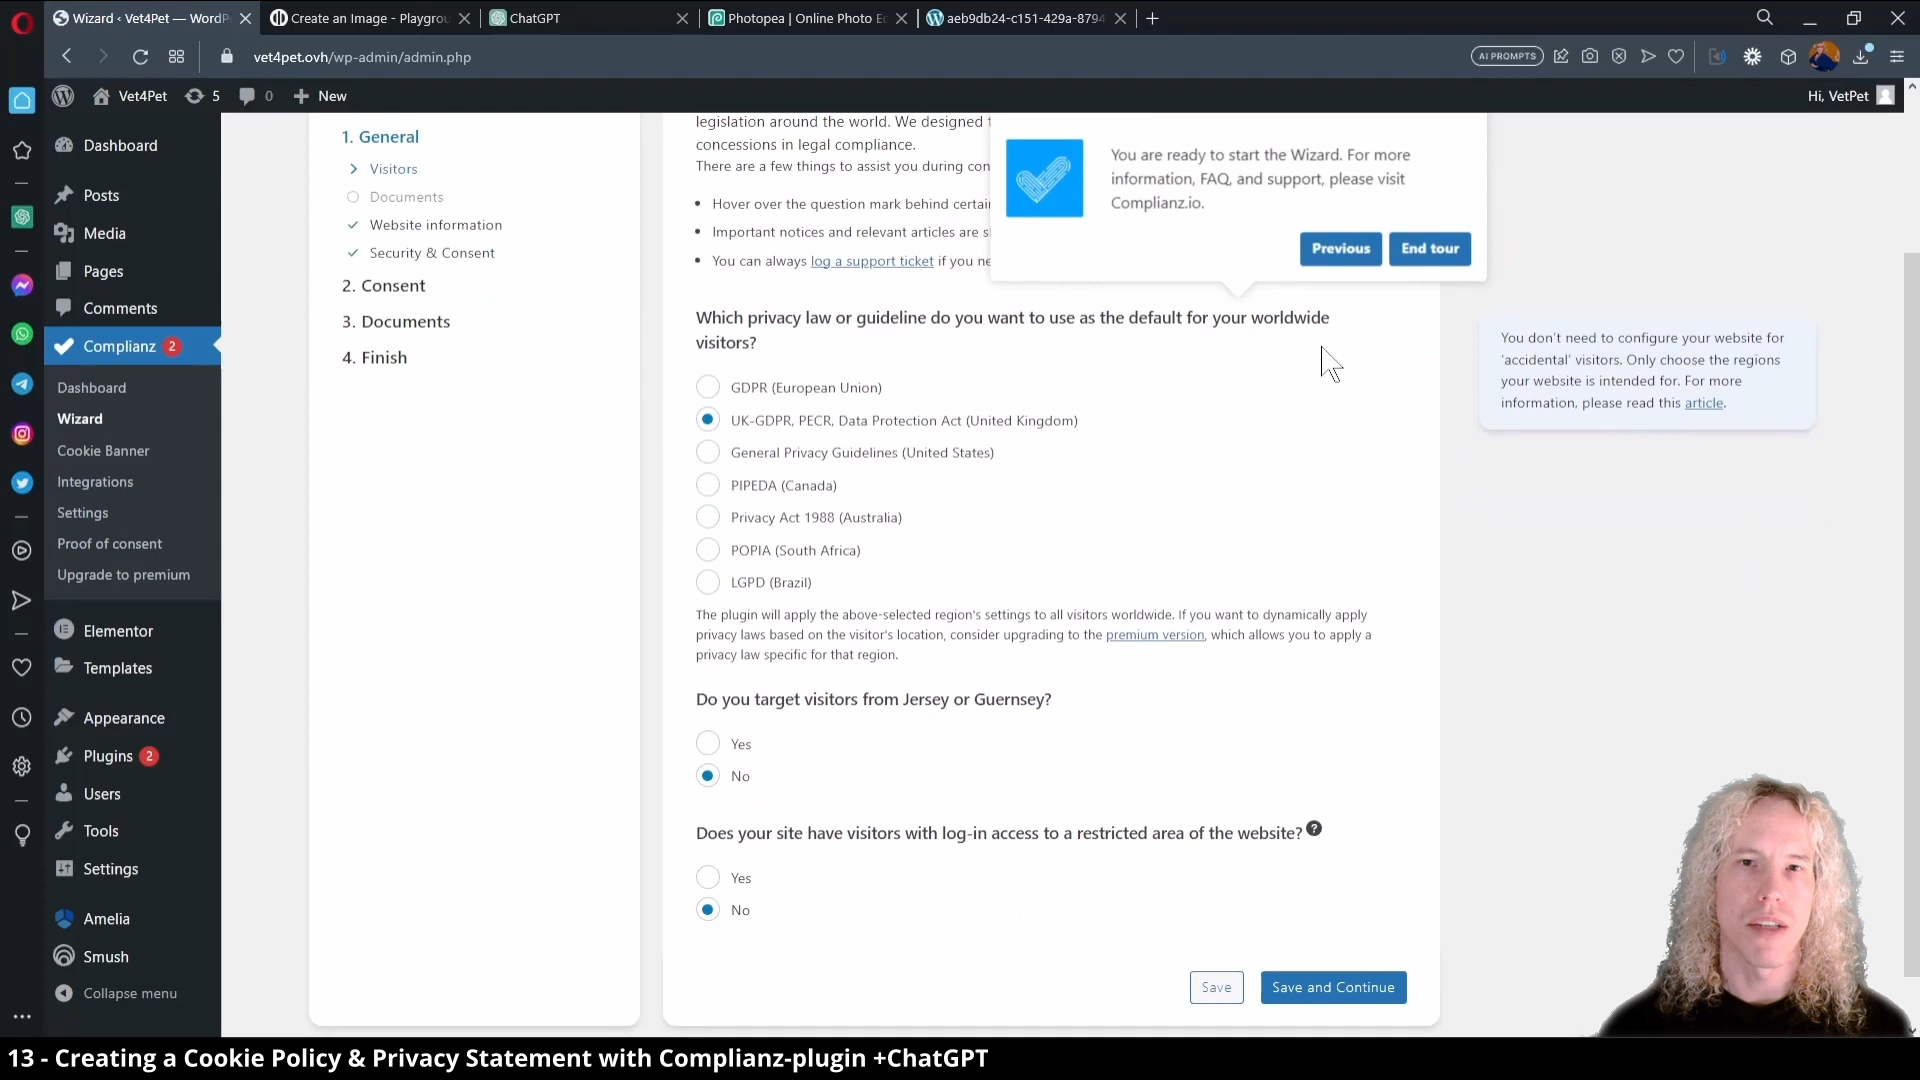 Wizard ‹ Vet4Pet — WordP
Create an Image - Playgrou
ChatGPT
Photopea | Online Photo Ed
aeb9db24-c151-429a-8794
vet4pet.ovh/wp-admin/admin.php
AI PROMPTS
Vet4Pet
5
0
New
Hi, VetPet
Dashboard
Posts
Media
Pages
Comments
Complianz 2
Dashboard
Wizard
Cookie Banner
Integrations
Settings
Proof of consent
Upgrade to premium
Elementor
Templates
Appearance
Plugins 2
Users
Tools
Settings
Amelia
Smush
Collapse menu
1. General
Visitors
Documents
Website information
Security & Consent
2. Consent
3. Documents
4. Finish
legislation around the world. We designed
concessions in legal compliance.
There are a few things to assist you during
Hover over the question mark behind
Important notices and relevant articles are
You can always log a support ticket if you
You are ready to start the Wizard. For more
information, FAQ, and support, please visit
Complianz.io.
Previous
End tour
Which privacy law or guideline do you want to use as the default for your worldwide
visitors?
GDPR (European Union)
UK-GDPR, PECR, Data Protection Act (United Kingdom)
General Privacy Guidelines (United States)
PIPEDA (Canada)
Privacy Act 1988 (Australia)
POPIA (South Africa)
LGPD (Brazil)
The plugin will apply the above-selected region's settings to all visitors worldwide. If you want to dynamically apply
privacy laws based on the visitor's location, consider upgrading to the premium version, which allows you to apply a
privacy law specific for that region.
Do you target visitors from Jersey or Guernsey?
Yes
No
Does your site have visitors with log-in access to a restricted area of the website?
Yes
No
Save
Save and Continue
You don't need to configure your website for
'accidental' visitors. Only choose the regions
your website is intended for. For more
information, please read this article.
13 - Creating a Cookie Policy & Privacy Statement with Complianz-plugin +ChatGPT